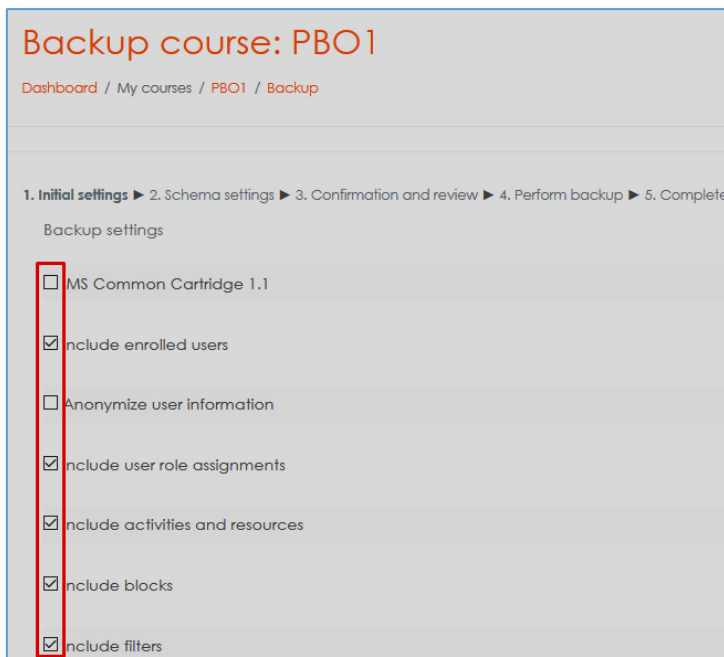 Backup course: PBO1
Dashboard / My courses / PBO1 / Backup
1. Initial settings ► 2. Schema settings ► 3. Confirmation and review ► 4. Perform backup ► 5. Complete
Backup settings
MS Common Cartridge 1.1
nclude enrolled users
Anonymize user information
nclude user role assignments
nclude activities and resources
nclude blocks
nclude filters